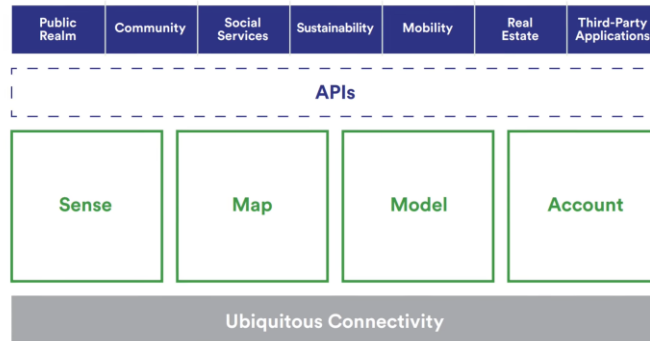 Public
Realm
Community
Social
Services
Sustainability
Mobility
Real
Estate
Third-Party
Applications
APIs
Sense
Map
Model
Account
Ubiquitous Connectivity